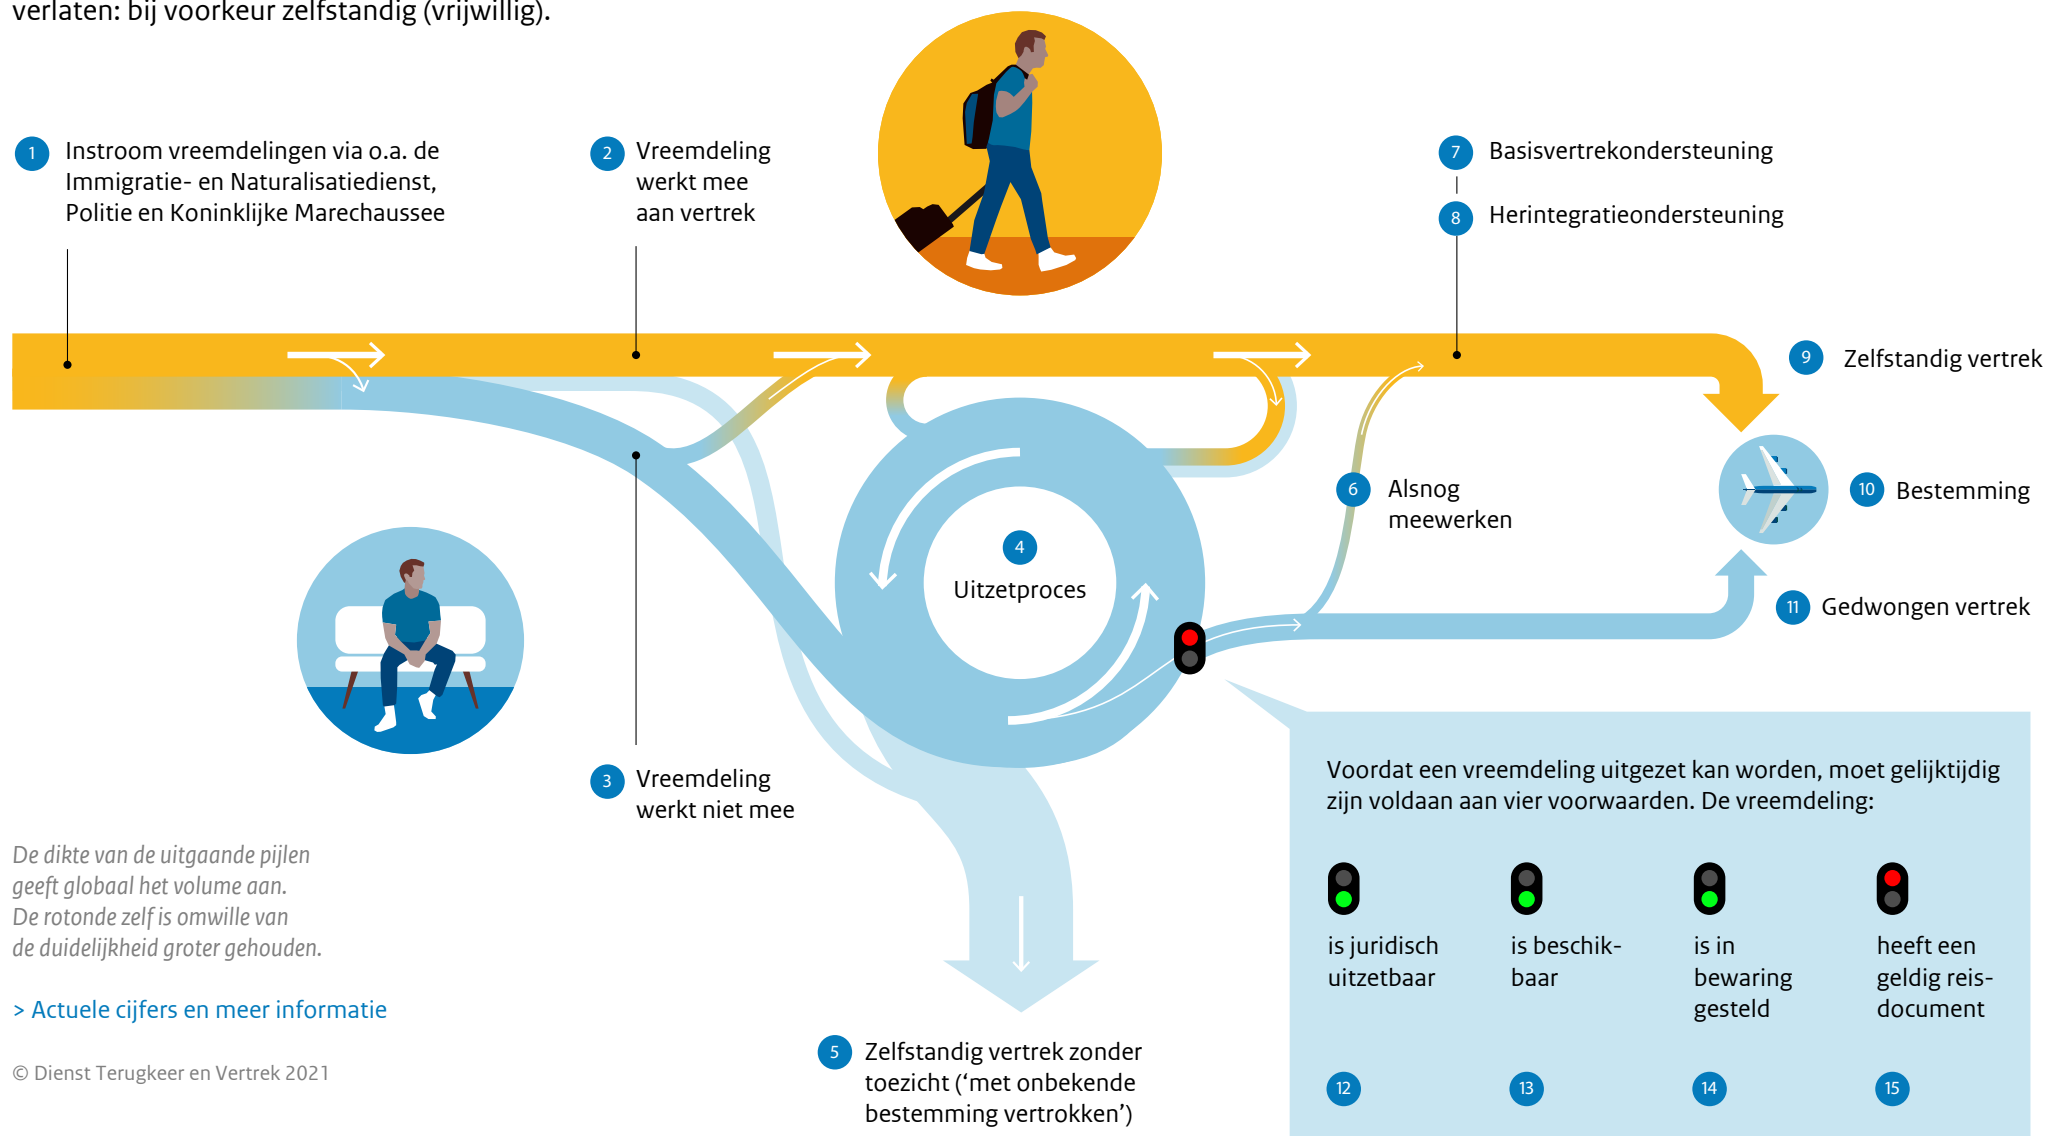 verlaten: bij voorkeur zelfstandig (vrijwillig).
1 Instroom vreemdelingen via o.a. de
Immigratie- en Naturalisatiedienst,
Politie en Koninklijke Marechaussee
2 Vreemdeling
werkt mee
aan vertrek
7 Basisvertrekondersteuning
8 Herintegratieondersteuning
9 Zelfstandig vertrek
10 Bestemming
6 Alsnog
meewerken
4
Uitzetproces
11 Gedwongen vertrek
3 Vreemdeling
werkt niet mee
De dikte van de uitgaande pijlen
geeft globaal het volume aan.
De rotonde zelf is omwille van
de duidelijkheid groter gehouden.
> Actuele cijfers en meer informatie
© Dienst Terugkeer en Vertrek 2021
5 Zelfstandig vertrek zonder
toezicht (‘met onbekende
bestemming vertrokken’)
Voordat een vreemdeling uitgezet kan worden, moet gelijktijdig
zijn voldaan aan vier voorwaarden. De vreemdeling:
is juridisch
uitzetbaar
12
is beschik-
baar
13
is in
bewaring
gesteld
14
heeft een
geldig reis-
document
15